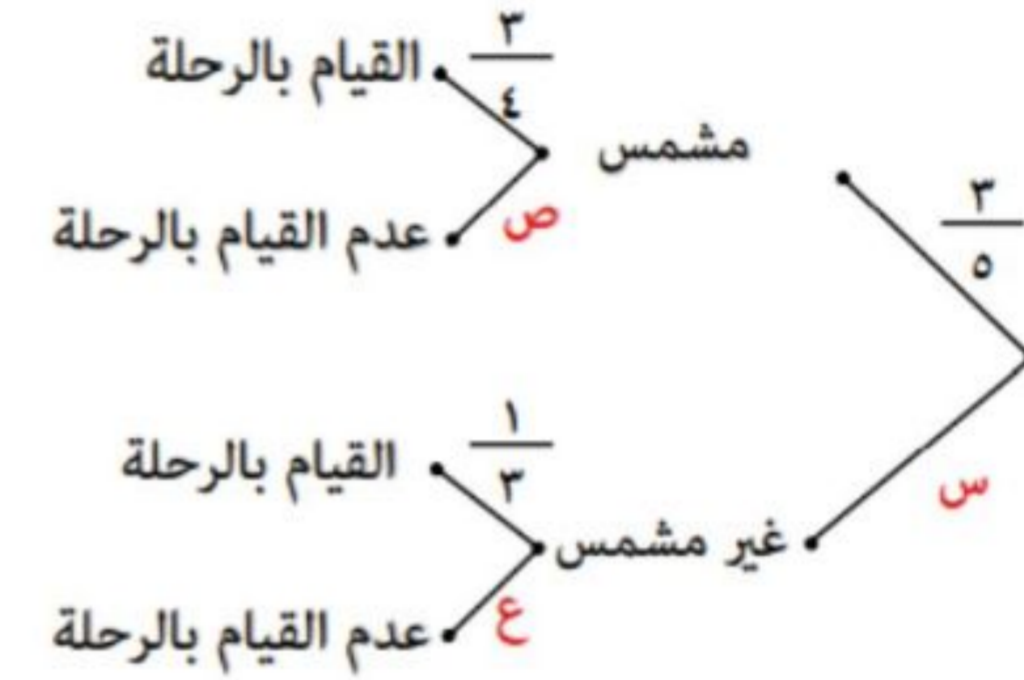 ٣
٤
القيام بالرحلة
مشمس
٣
٥
ص
عدم القيام بالرحلة
١
٣
القيام بالرحلة
س
غير مشمس
ع
عدم القيام بالرحلة